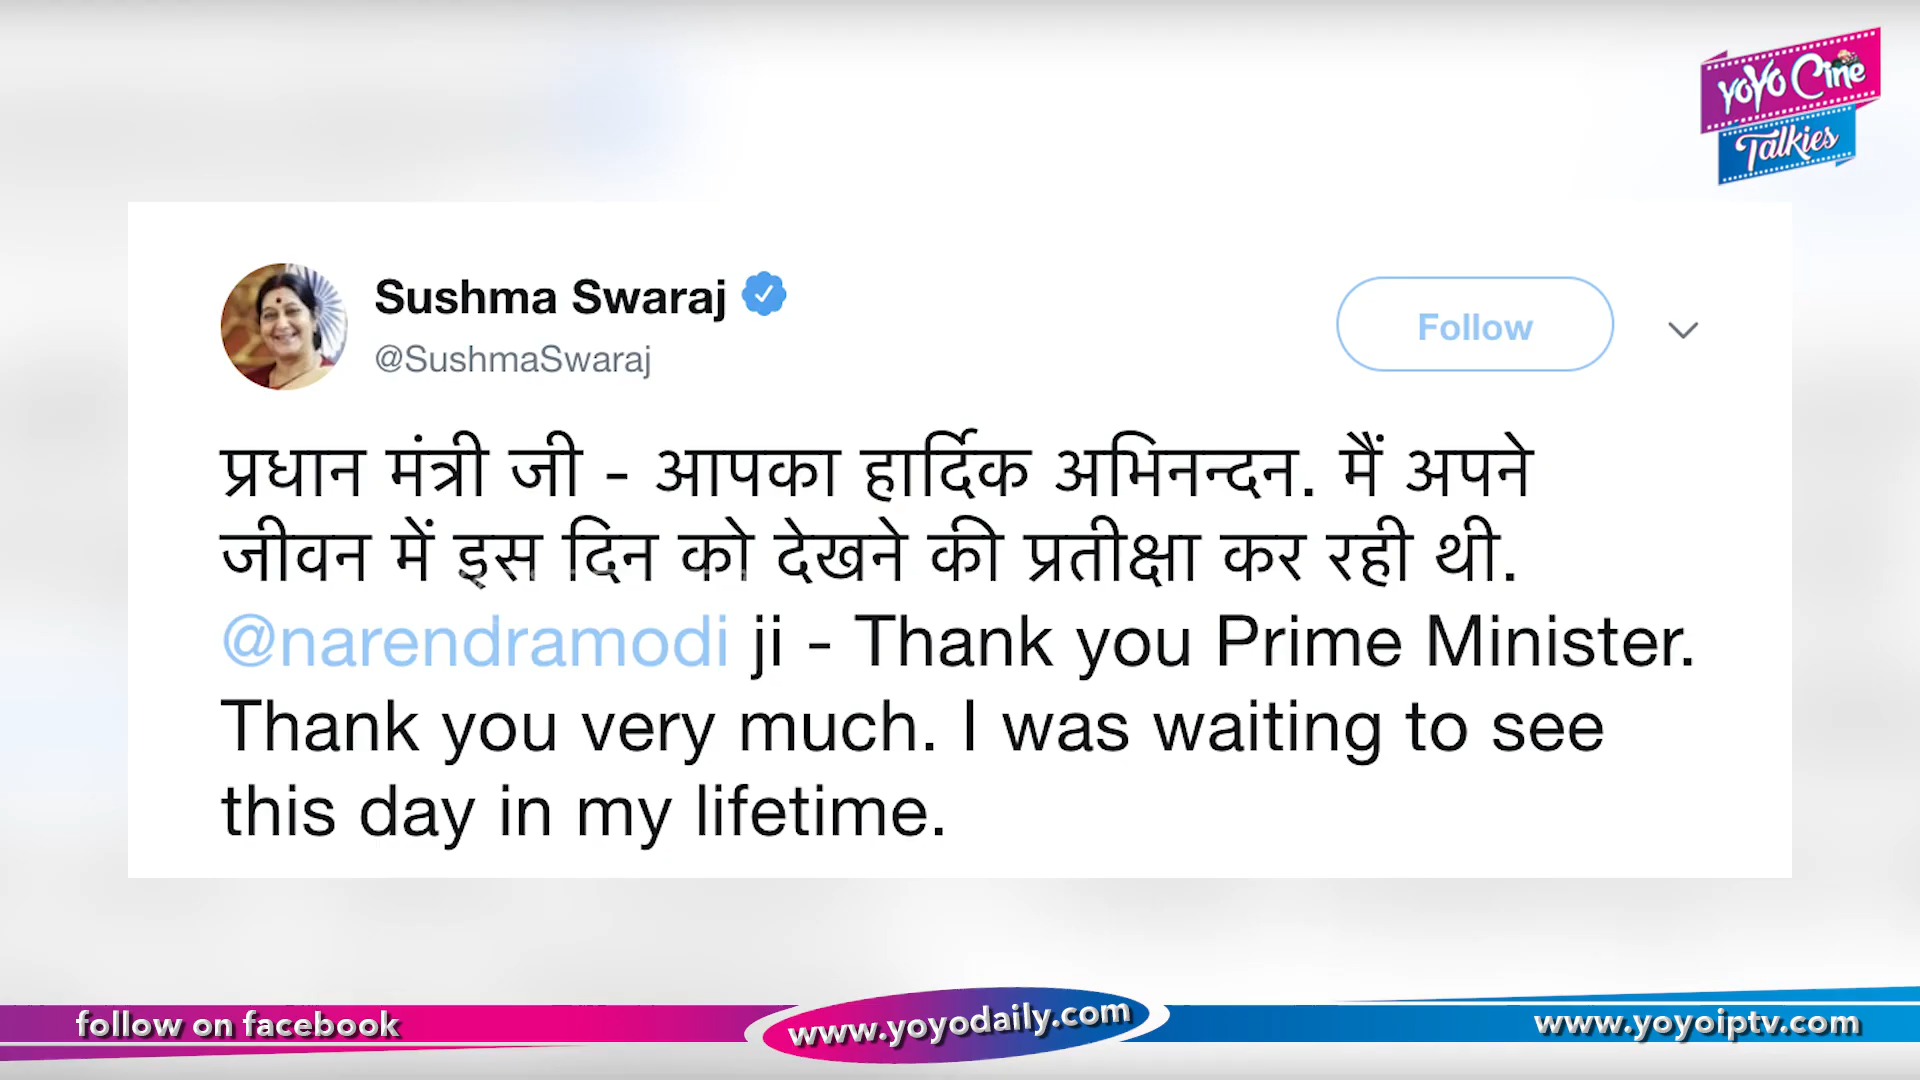 YoYo Cine
Talkies
Sushma Swaraj
@SushmaSwaraj
Follow
प्रधान मंत्री जी - आपका हार्दिक अभिनन्दन. मैं अपने
जीवन में इस दिन को देखने की प्रतीक्षा कर रही थी.
@narendramodi ji - Thank you Prime Minister.
Thank you very much. I was waiting to see
this day in my lifetime.
follow on facebook
www.yoyodaily.com
www.yoyoiptv.com